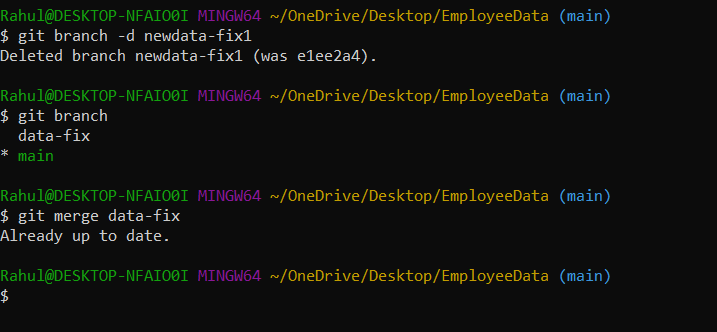 Rahul@DESKTOP-NFAIO0I MINGW64 ~/OneDrive/Desktop/EmployeeData (main)
$ git branch -d newdata-fix1
Deleted branch newdata-fix1 (was e1ee2a4).
Rahul@DESKTOP-NFAIO0I MINGW64 ~/OneDrive/Desktop/EmployeeData (main)
$ git branch
  data-fix
* main
Rahul@DESKTOP-NFAIO0I MINGW64 ~/OneDrive/Desktop/EmployeeData (main)
$ git merge data-fix
Already up to date.
Rahul@DESKTOP-NFAIO0I MINGW64 ~/OneDrive/Desktop/EmployeeData (main)
$